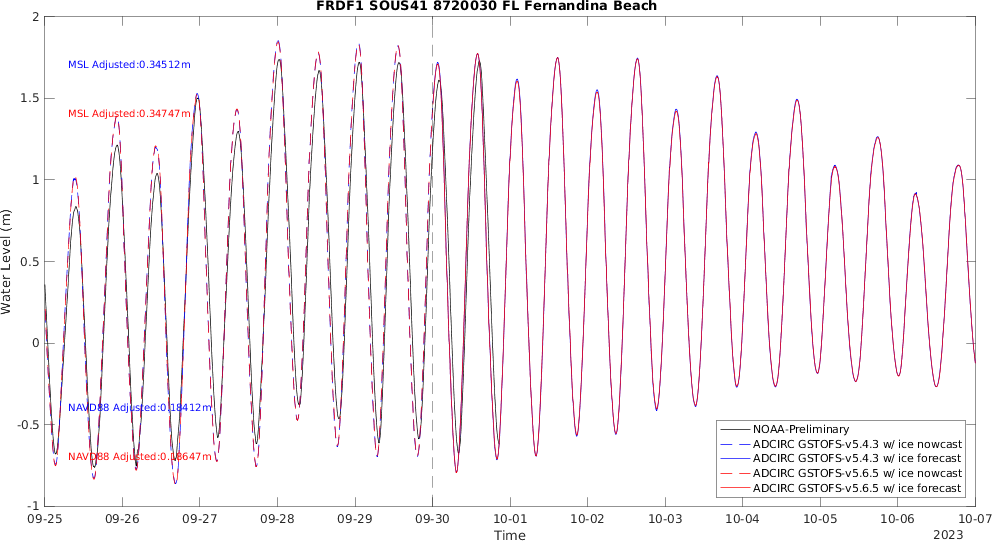 FRDF1 SOUS41 8720030 FL Fernandina Beach
2
1.5
1
0.5
0
-0.5
-1
Water Level (m)
MSL Adjusted:0.34512m
MSL Adjusted:0.34747m
NAVD88 Adjusted:0.18412m
NAVD88 Adjusted:0.18647m
NOAA-Preliminary
ADCIRC GSTOFS-v5.4.3 w/ ice nowcast
ADCIRC GSTOFS-v5.4.3 w/ ice forecast
ADCIRC GSTOFS-v5.6.5 w/ ice nowcast
ADCIRC GSTOFS-v5.6.5 w/ ice forecast
09-25 09-26 09-27 09-28 09-29 09-30 10-01 10-02 10-03 10-04 10-05 10-06 10-07
Time
2023